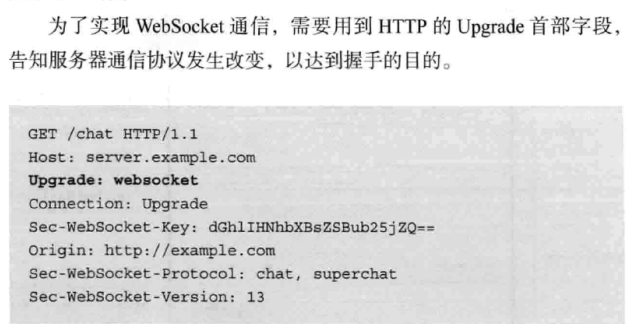 为了实现 WebSocket 通信，需要用到 HTTP 的 Upgrade 首部字段，
告知服务器通信协议发生改变，以达到握手的目的。
GET /chat HTTP/1.1
Host: server.example.com
Upgrade: websocket
Connection: Upgrade
Sec-WebSocket-Key: dGhlIHNhbXBsZSBub25jZQ==
Origin: http://example.com
Sec-WebSocket-Protocol: chat, superchat
Sec-WebSocket-Version: 13